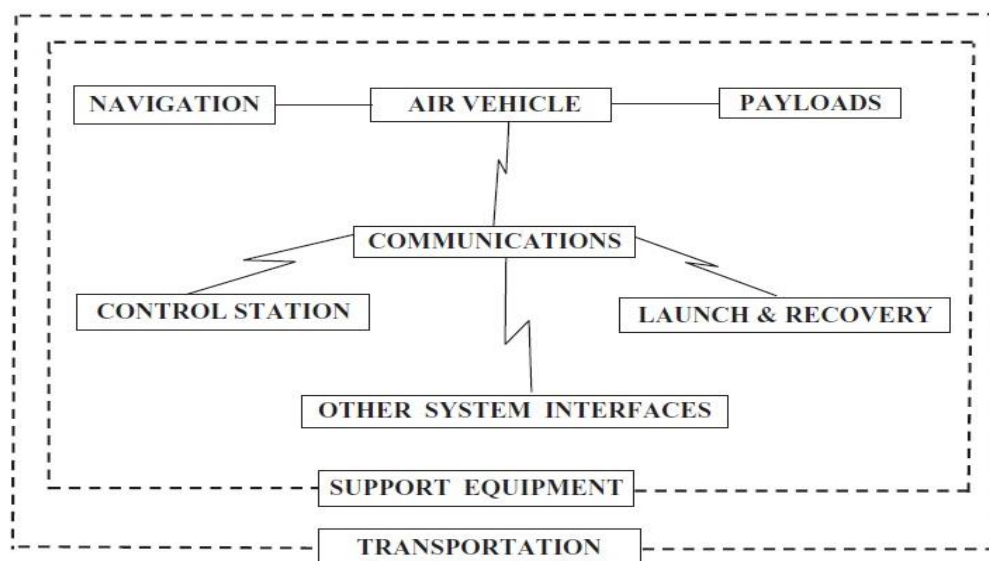 NAVIGATION
AIR VEHICLE
PAYLOADS
COMMUNICATIONS
CONTROL STATION
LAUNCH & RECOVERY
OTHER SYSTEM INTERFACES
SUPPORT EQUIPMENT
TRANSPORTATION